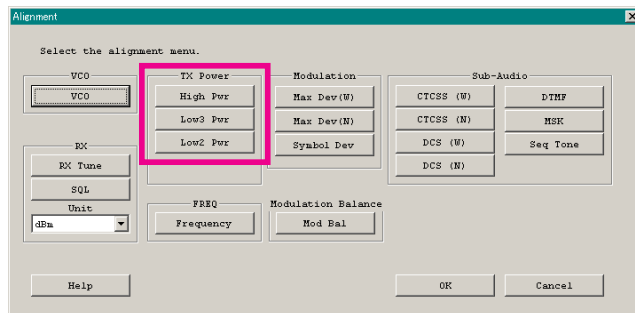 Alignment
Select the alignment menu.
VCO
VCO
RX
RX Tune
SQL
Unit
dBm
TX Power
High Pwr
Low3 Pwr
Low2 Pwr
FREQ
Frequency
Modulation
Max Dev(W)
Max Dev(N)
Symbol Dev
Modulation Balance
Mod Bal
Sub-Audio
CTCSS (W)
CTCSS (N)
DCS (W)
DCS (N)
DTMF
MSK
Seq Tone
Help
OK
Cancel